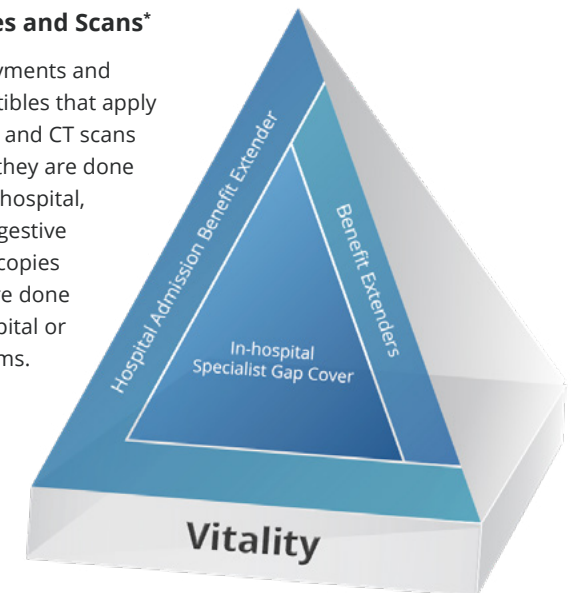 es and Scans*
yments and
tibles that apply
and CT scans
they are done
hospital,
gestive
copies
re done
pital or
ms.
Hospital Admission Benefit Extender
Benefit Extenders
In-hospital
Specialist Gap Cover
Vitality